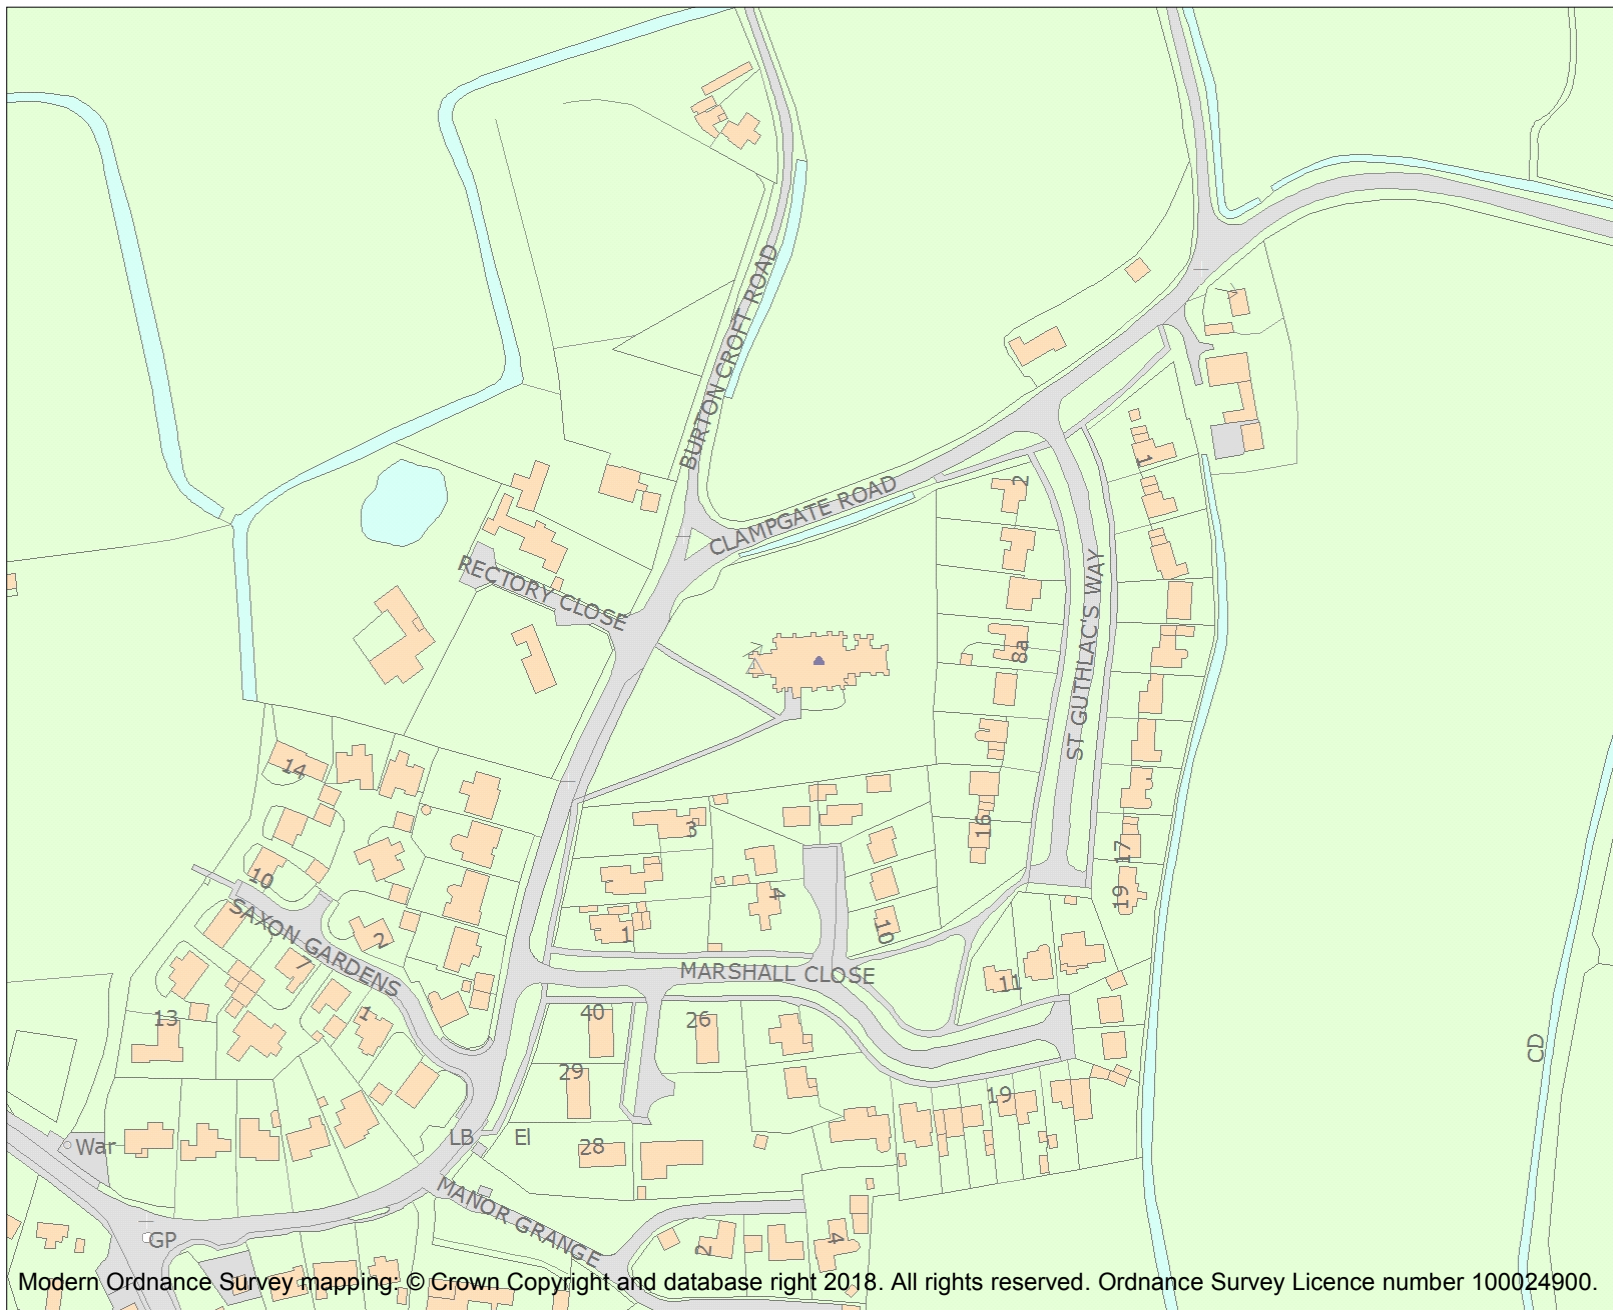 BURTON CROFT ROAD
CLAMPGATE ROAD
1
2
RECTORY CLOSE
ST GUTHLAC'S WAY
8a
14
3
16
17
10
4
19
SAXON GARDENS
2
7
1
10
MARSHALL CLOSE
11
13
1
40
26
29
19
CD
War
LB
El
28
MANOR GRANGE
GP
2
4
Modern Ordnance Survey mapping: © Crown Copyright and database right 2018. All rights reserved. Ordnance Survey Licence number 100024900.